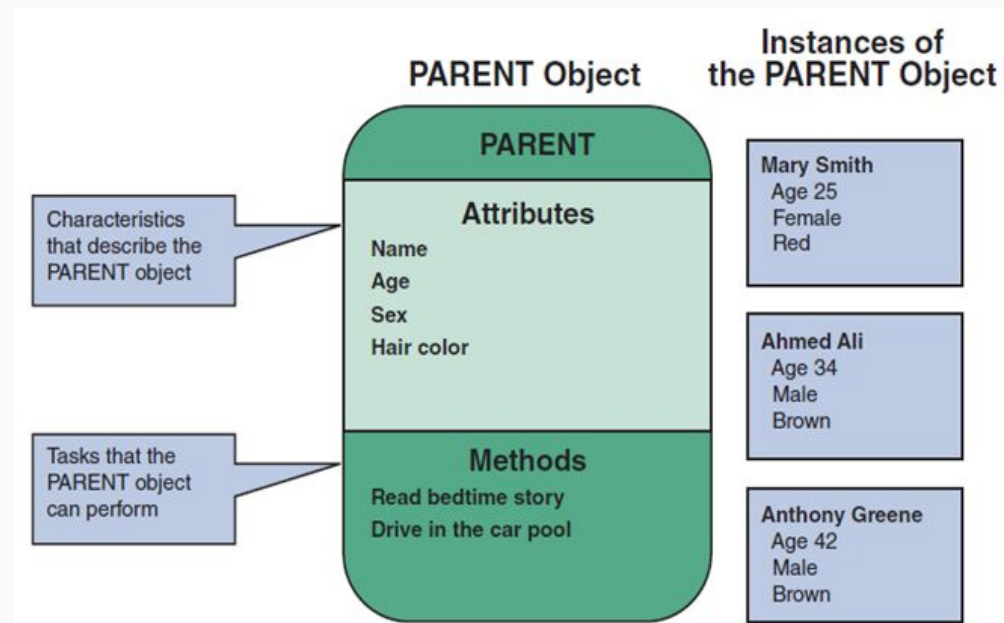 PARENT Object
Instances of
the PARENT Object
PARENT
Attributes
Name
Age
Sex
Hair color
Methods
Read bedtime story
Drive in the car pool
Characteristics
that describe the
PARENT object
Tasks that the
PARENT object
can perform
Mary Smith
Age 25
Female
Red
Ahmed Ali
Age 34
Male
Brown
Anthony Greene
Age 42
Male
Brown